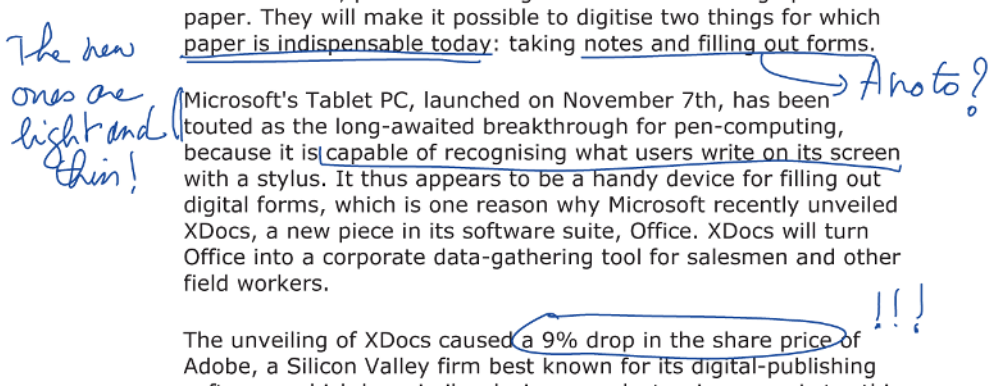 paper. They will make it possible to digitise two things for which
paper is indispensable today: taking notes and filling out forms.
The new
ones are
light and
thin!
Anoto?
Microsoft's Tablet PC, launched on November 7th, has been
touted as the long-awaited breakthrough for pen-computing,
because it is capable of recognising what users write on its screen
with a stylus. It thus appears to be a handy device for filling out
digital forms, which is one reason why Microsoft recently unveiled
XDocs, a new piece in its software suite, Office. XDocs will turn
Office into a corporate data-gathering tool for salesmen and other
field workers.
!!!
The unveiling of XDocs caused a 9% drop in the share price of
Adobe, a Silicon Valley firm best known for its digital-publishing